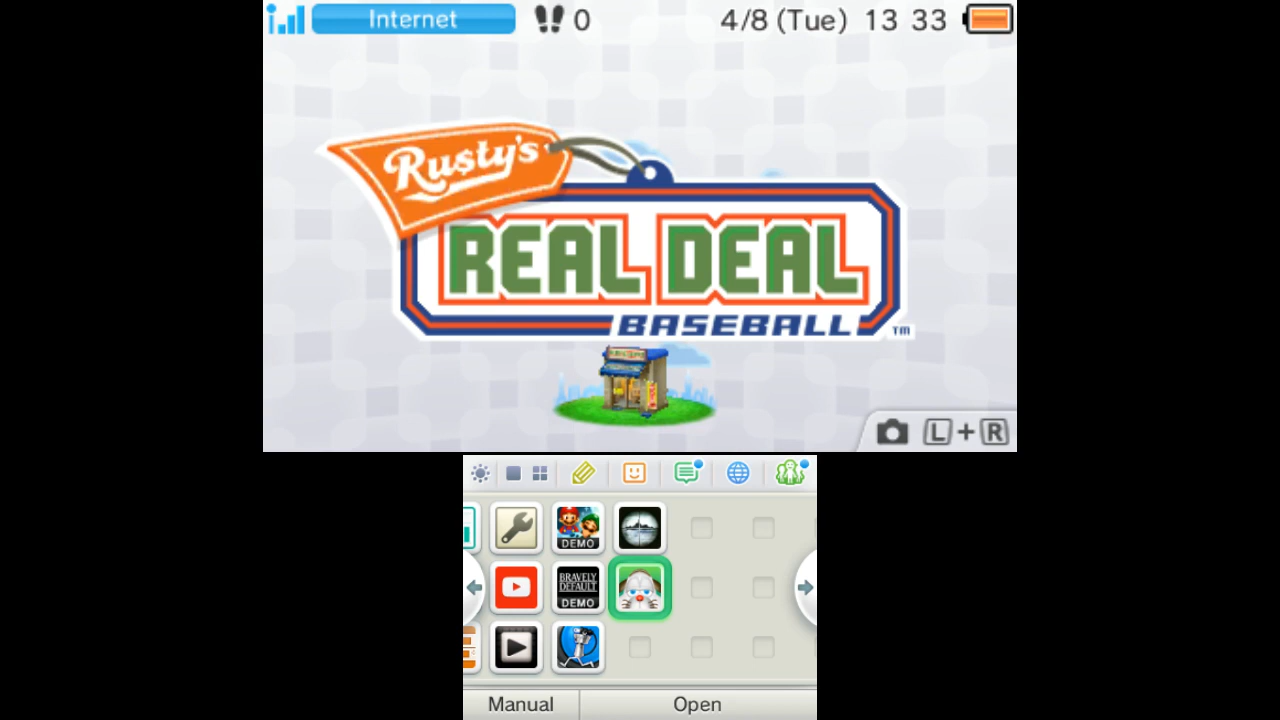 Internet 0 4/8 (Tue) 13 33
Rusty's
REAL DEAL
BASEBALL TM
L + R
DEMO
BRAVELY
DEFAULT
DEMO
Manual Open